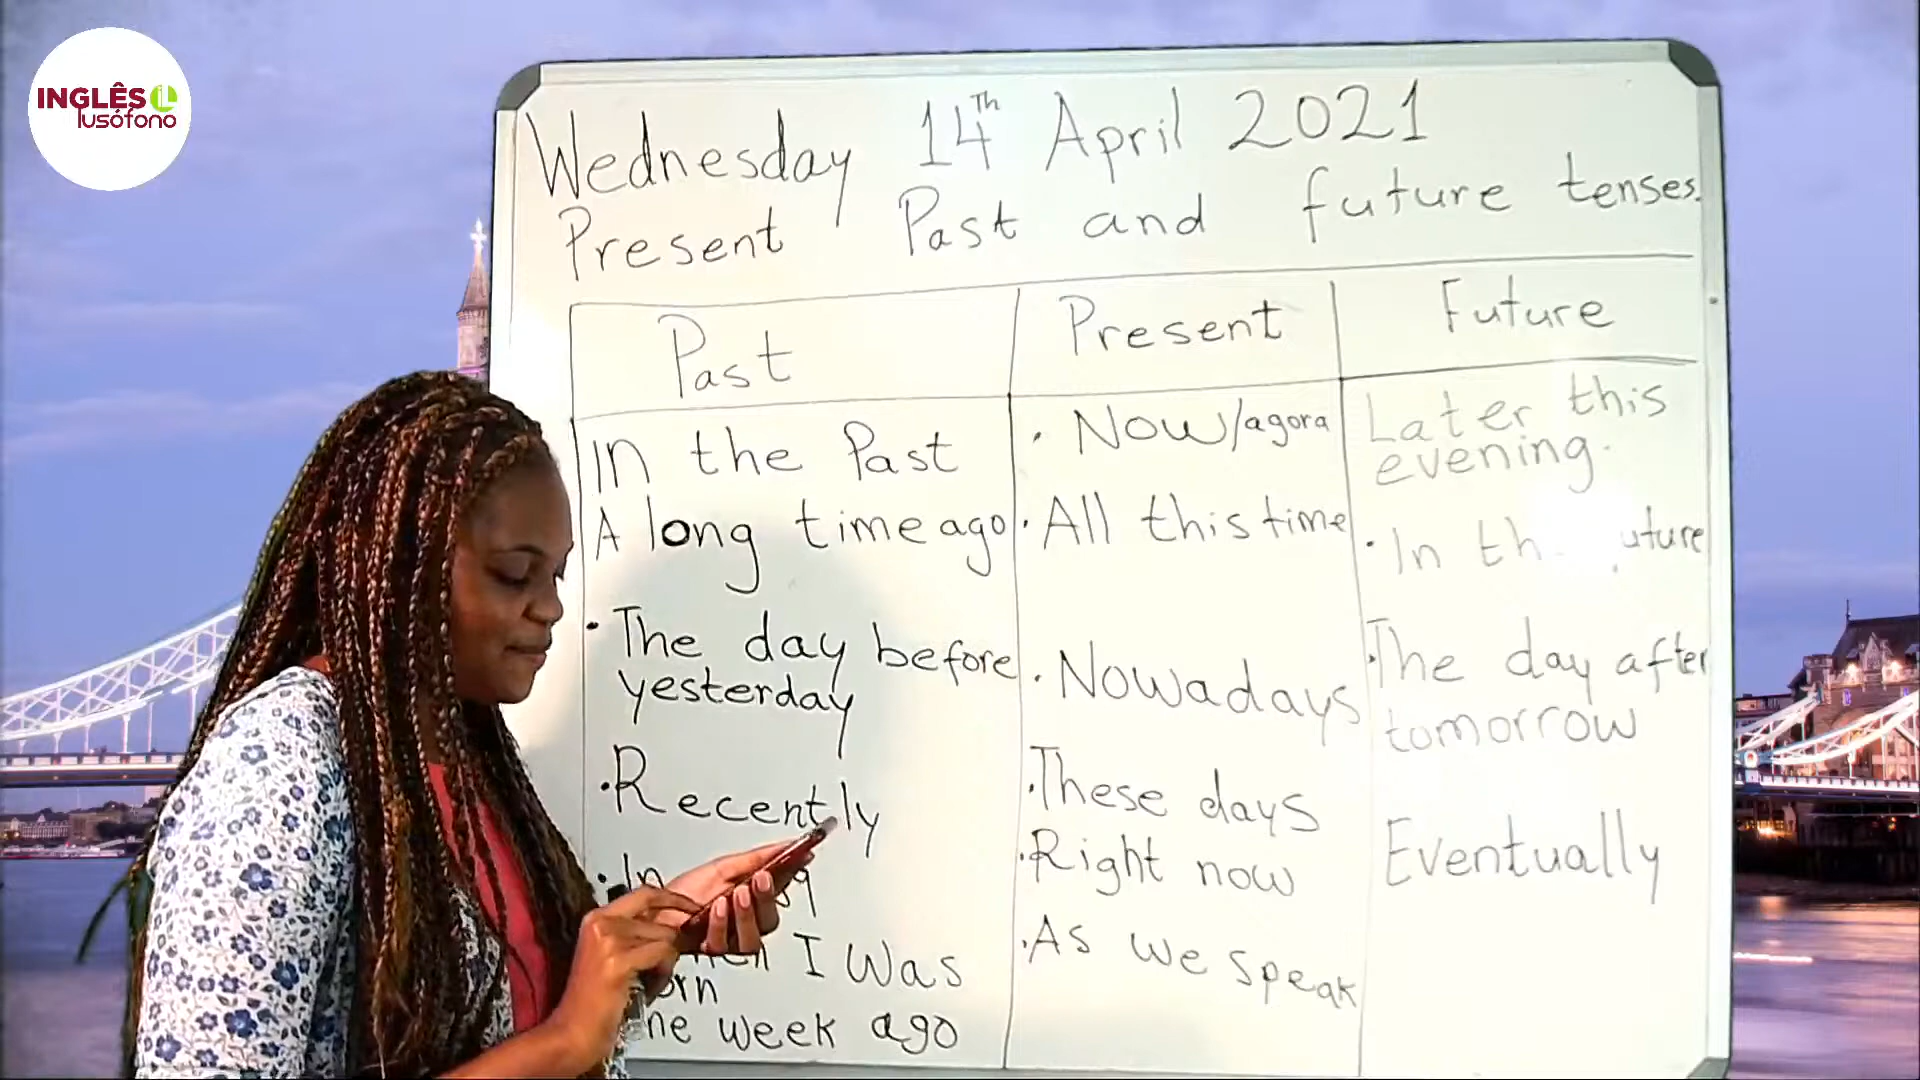 INGLÊS
lusófono
Wednesday 14Th April 2021
Present Past and future tenses.
Past
Present
Future
In the Past
A long time ago
· The day before
yesterday
· Recently
· In
I was
ne week ago
· Now/agora
· All this time
· Nowadays
· These days
· Right now
· As we speak
Later this
evening.
· In uture
· The day after
tomorrow
Eventually